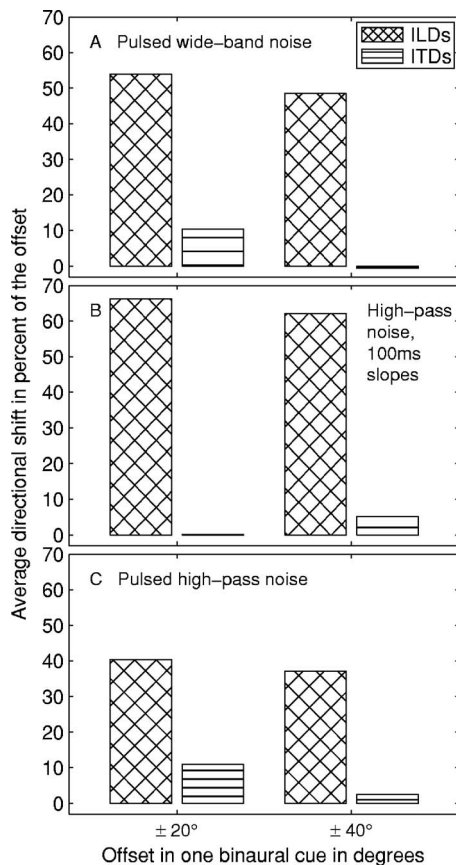 Average directional shift in percent of the offset
A Pulsed wide-band noise
ILDs
ITDs
70
60
50
40
30
20
10
0
B
High-pass
noise,
100ms
slopes
70
60
50
40
30
20
10
0
C Pulsed high-pass noise
70
60
50
40
30
20
10
0
± 20° ± 40°
Offset in one binaural cue in degrees